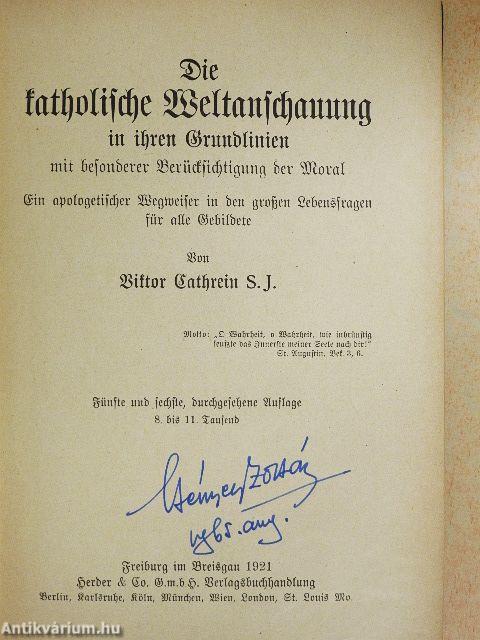 Die
katholische Weltanschauung
in ihren Grundlinien
mit besonderer Berücksichtigung der Moral
Ein apologetischer Wegweiser in den großen Lebensfragen
für alle Gebildete
Von
Viktor Cathrein S.J.
Motto: „O Wahrheit, o Wahrheit, wie inbrünstig
seufzte das Innerste meiner Seele nach dir!“
St. Augustin, Bek. 3, 6.
Fünfte und sechste, durchgesehene Auflage
8. bis 11. Tausend
Zoltán
Freiburg im Breisgau 1921
Herder & Co. G.m.b.H. Verlagsbuchhandlung
Berlin, Karlsruhe, Köln, München, Wien, London, St. Louis Mo.
Antikvárium.hu